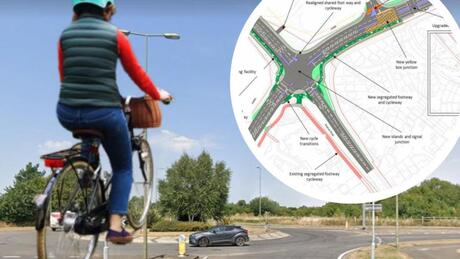 Realigned shared foot way and
cycleway
Upgrade
New yellow
box junction
ng facility
New segregated footway
and cycleway
New islands and signal
junction
New cycle
transitions
Existing segregated footway
cycleway